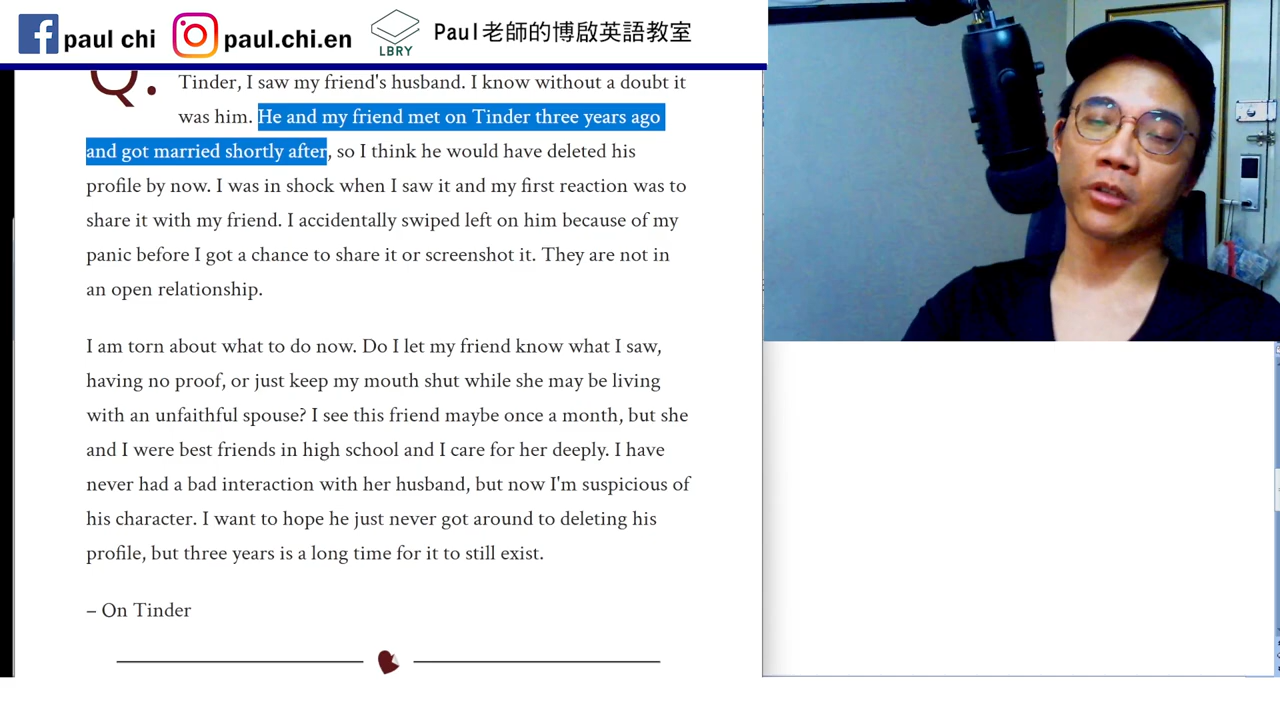 paul chi
paul.chi.en
LBRY
Paul老師的博啟英語教室
Q.
Tinder, I saw my friend's husband. I know without a doubt it
was him. He and my friend met on Tinder three years ago
and got married shortly after, so I think he would have deleted his
profile by now. I was in shock when I saw it and my first reaction was to
share it with my friend. I accidentally swiped left on him because of my
panic before I got a chance to share it or screenshot it. They are not in
an open relationship.
I am torn about what to do now. Do I let my friend know what I saw,
having no proof, or just keep my mouth shut while she may be living
with an unfaithful spouse? I see this friend maybe once a month, but she
and I were best friends in high school and I care for her deeply. I have
never had a bad interaction with her husband, but now I'm suspicious of
his character. I want to hope he just never got around to deleting his
profile, but three years is a long time for it to still exist.
– On Tinder